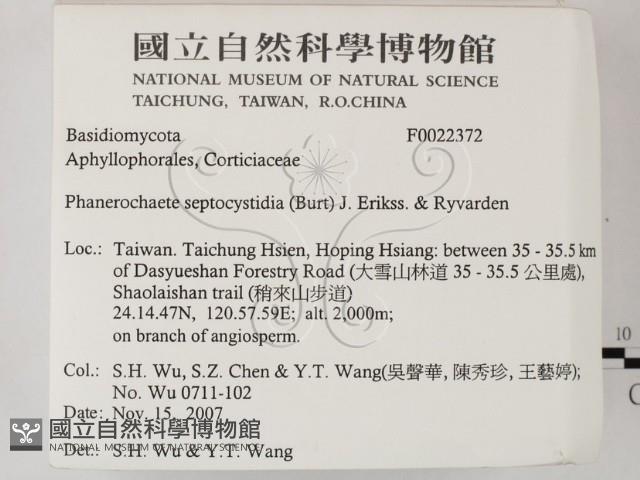 國立自然科學博物館
NATIONAL MUSEUM OF NATURAL SCIENCE
TAICHUNG, TAIWAN, R.O.CHINA
Basidiomycota F0022372
Aphyllophorales, Corticiaceae
Phanerochaete septocystidia (Burt) J. Erikss. & Ryvarden
Loc.: Taiwan. Taichung Hsien, Hoping Hsiang: between 35 - 35.5 km
of Dasyueshan Forestry Road (大雪山林道 35 - 35.5 公里處),
Shaolaishan trail (稍來山步道)
24.14.47N, 120.57.59E; alt. 2,000m;
on branch of angiosperm.
Col.: S.H. Wu, S.Z. Chen & Y.T. Wang(吳聲華, 陳秀珍, 王藝婷);
No. Wu 0711-102
Date: Nov. 15, 2007
國立自然科學博物館
NATIONAL MUSEUM OF NATURAL SCIENCE
Det.: S.H. Wu & Y.T. Wang
10